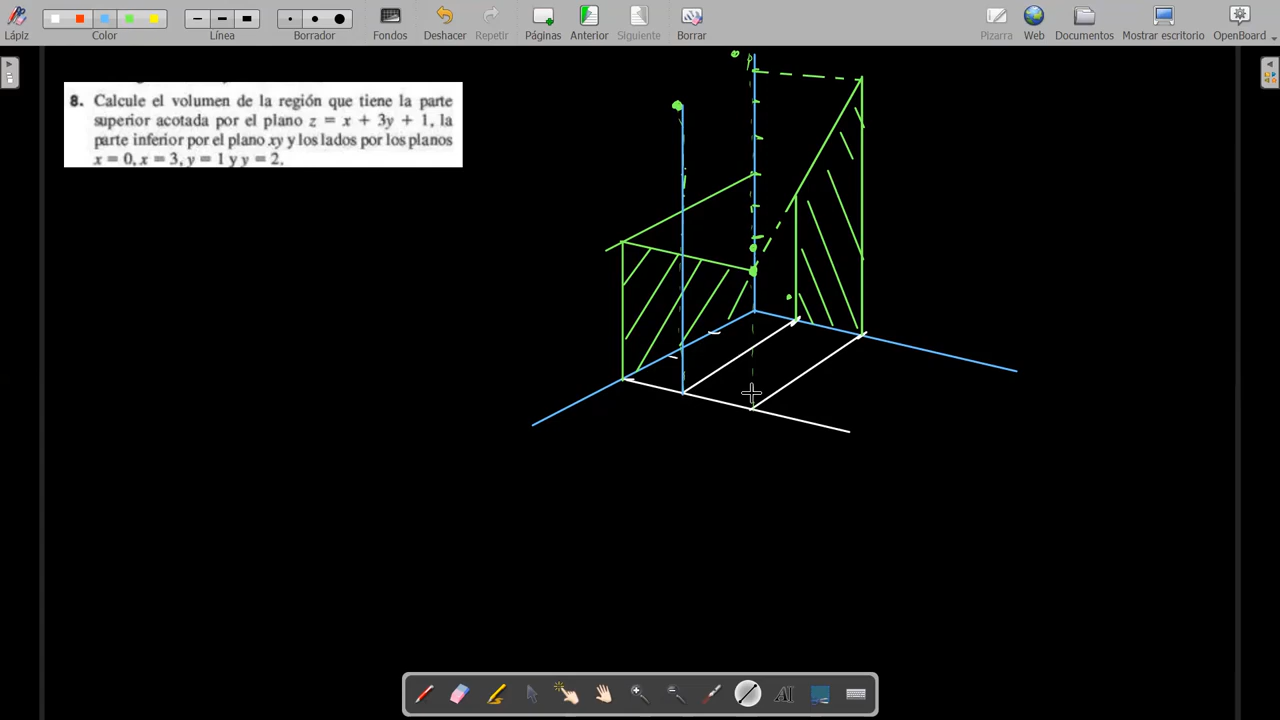 Lápiz
Color
Línea
Borrador
Fondos
Deshacer
Repetir
Páginas
Anterior
Siguiente
Borrar
Pizarra
Web
Documentos
Mostrar escritorio
OpenBoard
8. Calcule el volumen de la región que tiene la parte
superior acotada por el plano z = x + 3y + 1, la
parte inferior por el plano xy y los lados por los planos
x = 0, x = 3, y = 1 y y = 2.
AI